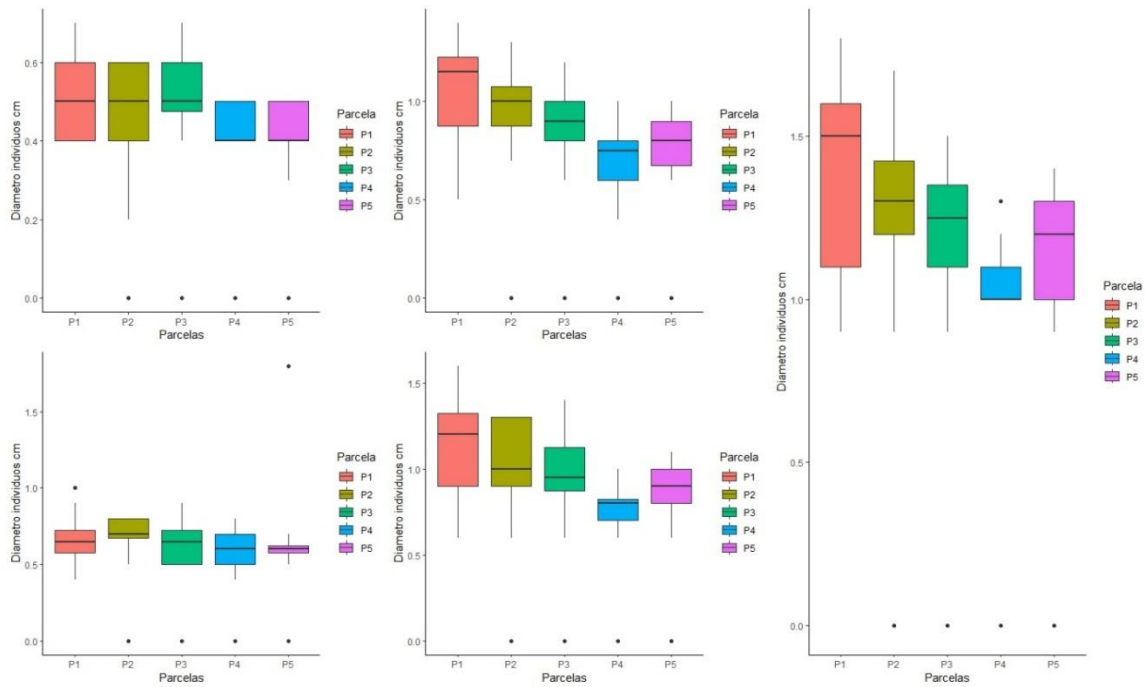 Diametro individuos cm
0.6
0.4
0.2
0.0
P1 P2 P3 P4 P5
Parcelas
Parcela
P1
P2
P3
P4
P5
Diametro individuos cm
1.0
0.5
0.0
P1 P2 P3 P4 P5
Parcelas
Parcela
P1
P2
P3
P4
P5
Diametro individuos cm
1.5
1.0
0.5
0.0
P1 P2 P3 P4 P5
Parcelas
Parcela
P1
P2
P3
P4
P5
Diametro individuos cm
1.5
1.0
0.5
0.0
P1 P2 P3 P4 P5
Parcelas
Parcela
P1
P2
P3
P4
P5
Diametro individuos cm
1.5
1.0
0.5
0.0
P1 P2 P3 P4 P5
Parcelas
Parcela
P1
P2
P3
P4
P5